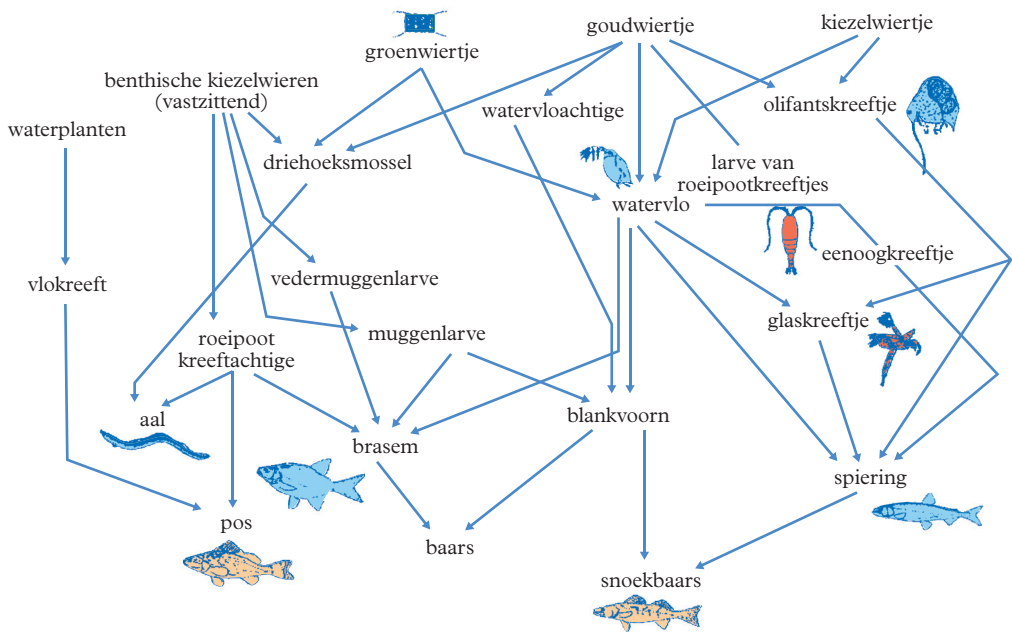 goudwiertje
kiezelwiertje
groenwiertje
benthische kiezelwieren
(vastzittend)
watervloachtige
olifantskreeftje
waterplanten
driehoeksmossel
larve van
roeipootkreeftjes
watervlo
eenoogkreeftje
vedermuggenlarve
vlokreeft
glaskreeftje
muggenlarve
roeipoot
kreeftachtige
aal
blankvoorn
brasem
spiering
pos
baars
snoekbaars